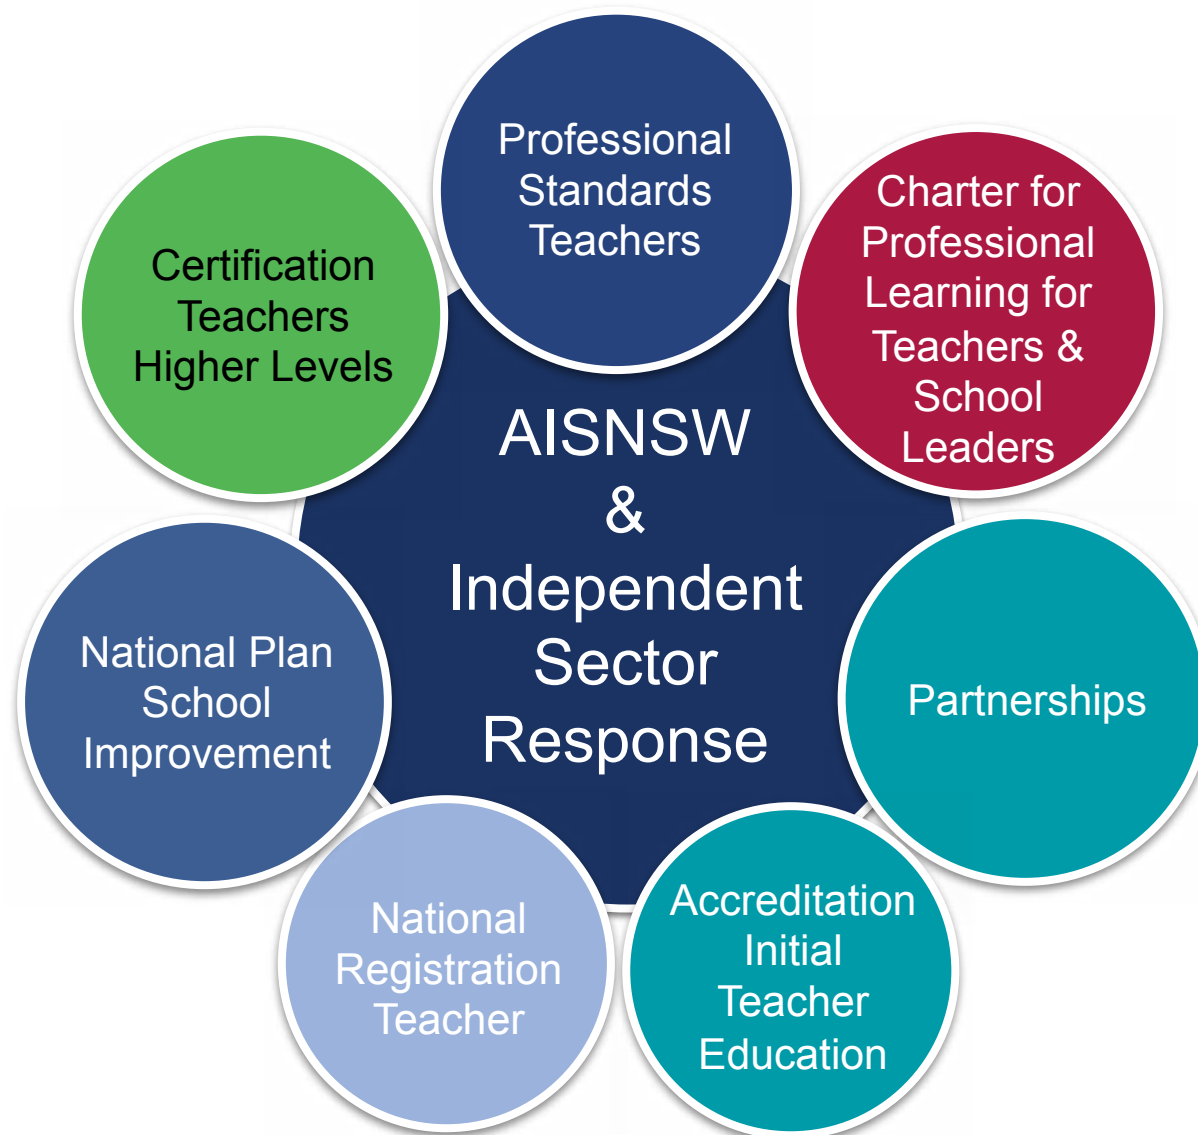 Professional
Standards
Teachers
Charter for
Professional
Learning for
Teachers &
School
Leaders
Partnerships
Accreditation
Initial
Teacher
Education
National
Registration
Teacher
National Plan
School
Improvement
Certification
Teachers
Higher Levels
AISNSW
&
Independent
Sector
Response